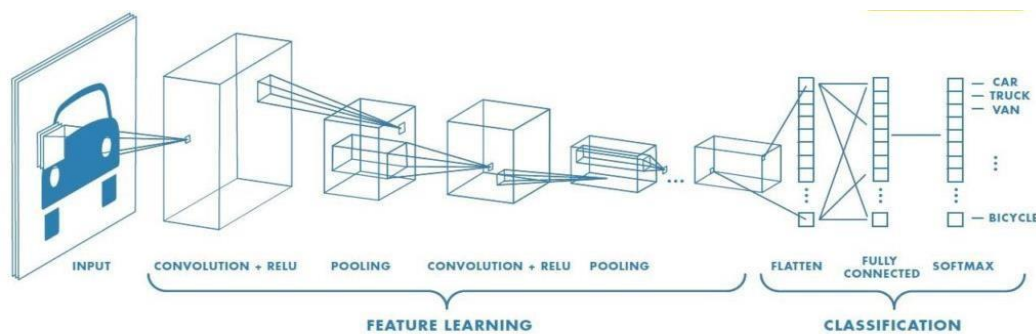 CAR
TRUCK
VAN
BICYCLE
INPUT CONVOLUTION + RELU POOLING CONVOLUTION + RELU POOLING FLATTEN FULLY CONNECTED SOFTMAX
FEATURE LEARNING CLASSIFICATION